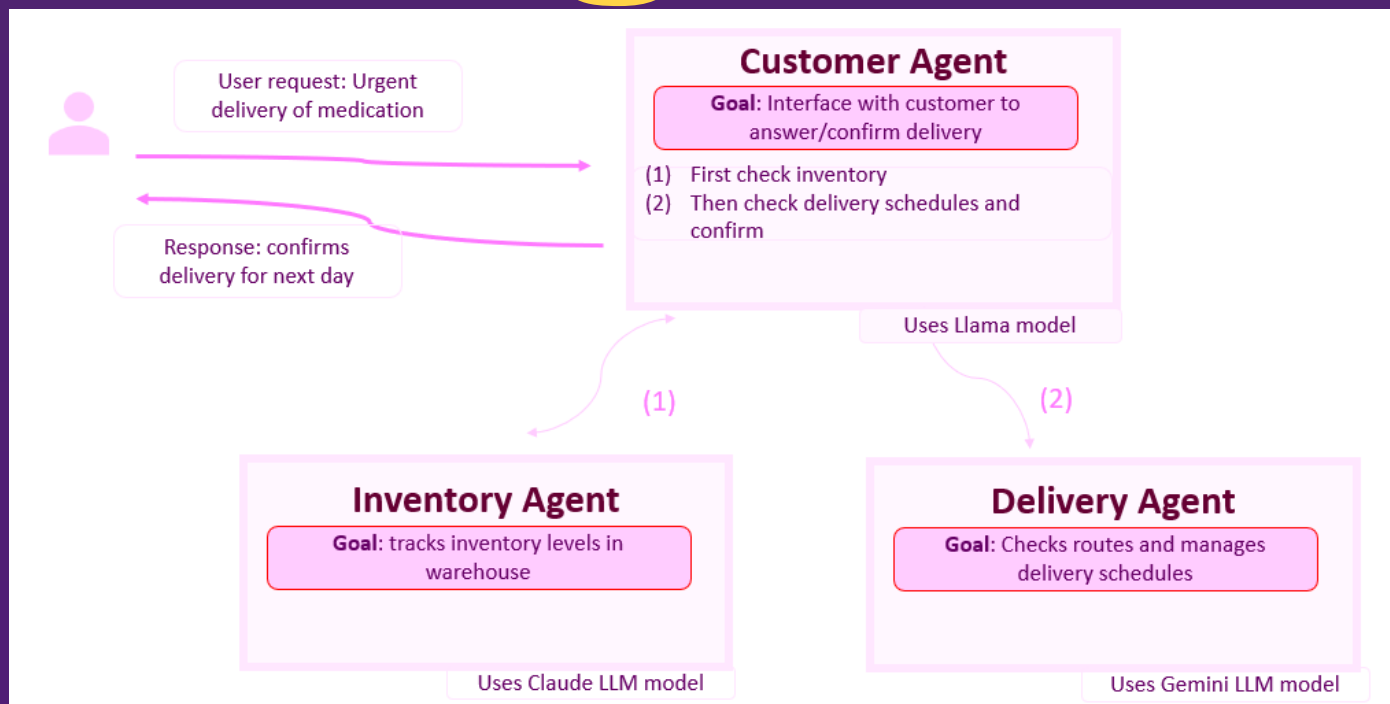 User request: Urgent
delivery of medication
Response: confirms
delivery for next day
Customer Agent
Goal: Interface with customer to
answer/confirm delivery
(1) First check inventory
(2) Then check delivery schedules and
confirm
Uses Llama model
(1)
(2)
Inventory Agent
Goal: tracks inventory levels in
warehouse
Uses Claude LLM model
Delivery Agent
Goal: Checks routes and manages
delivery schedules
Uses Gemini LLM model